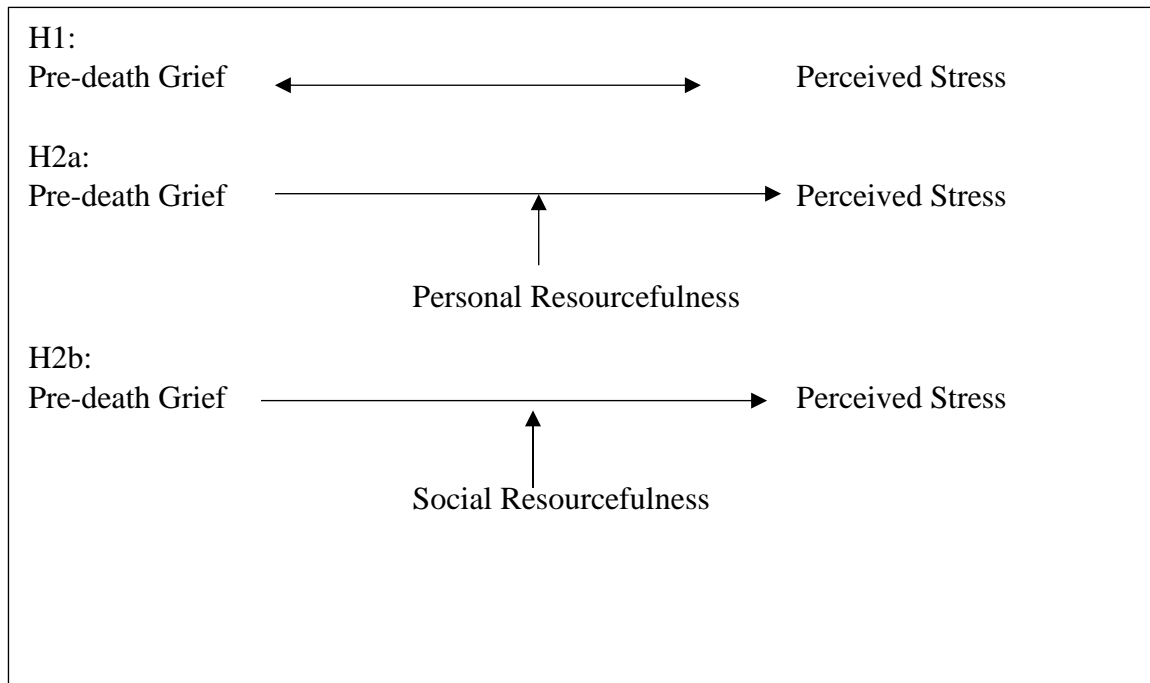 H1:
Pre-death Grief Perceived Stress
H2a:
Pre-death Grief Perceived Stress
Personal Resourcefulness
H2b:
Pre-death Grief Perceived Stress
Social Resourcefulness